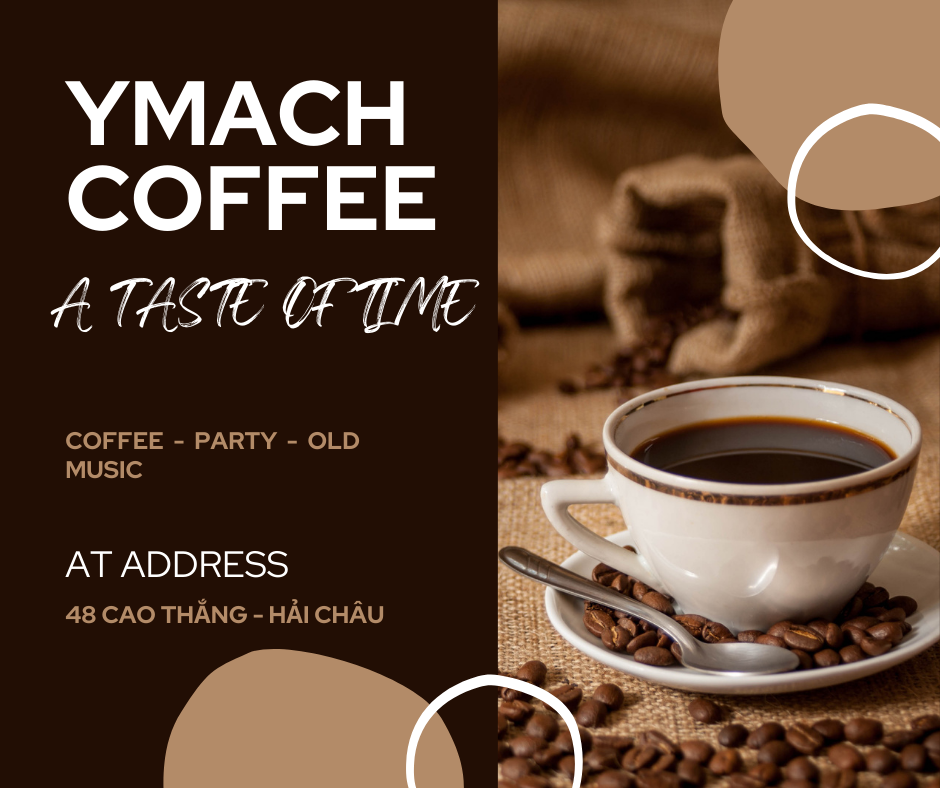 YMACH
COFFEE
A TASTE OF TIME
COFFEE - PARTY - OLD
MUSIC
AT ADDRESS
48 CAO THẮNG - HẢI CHÂU